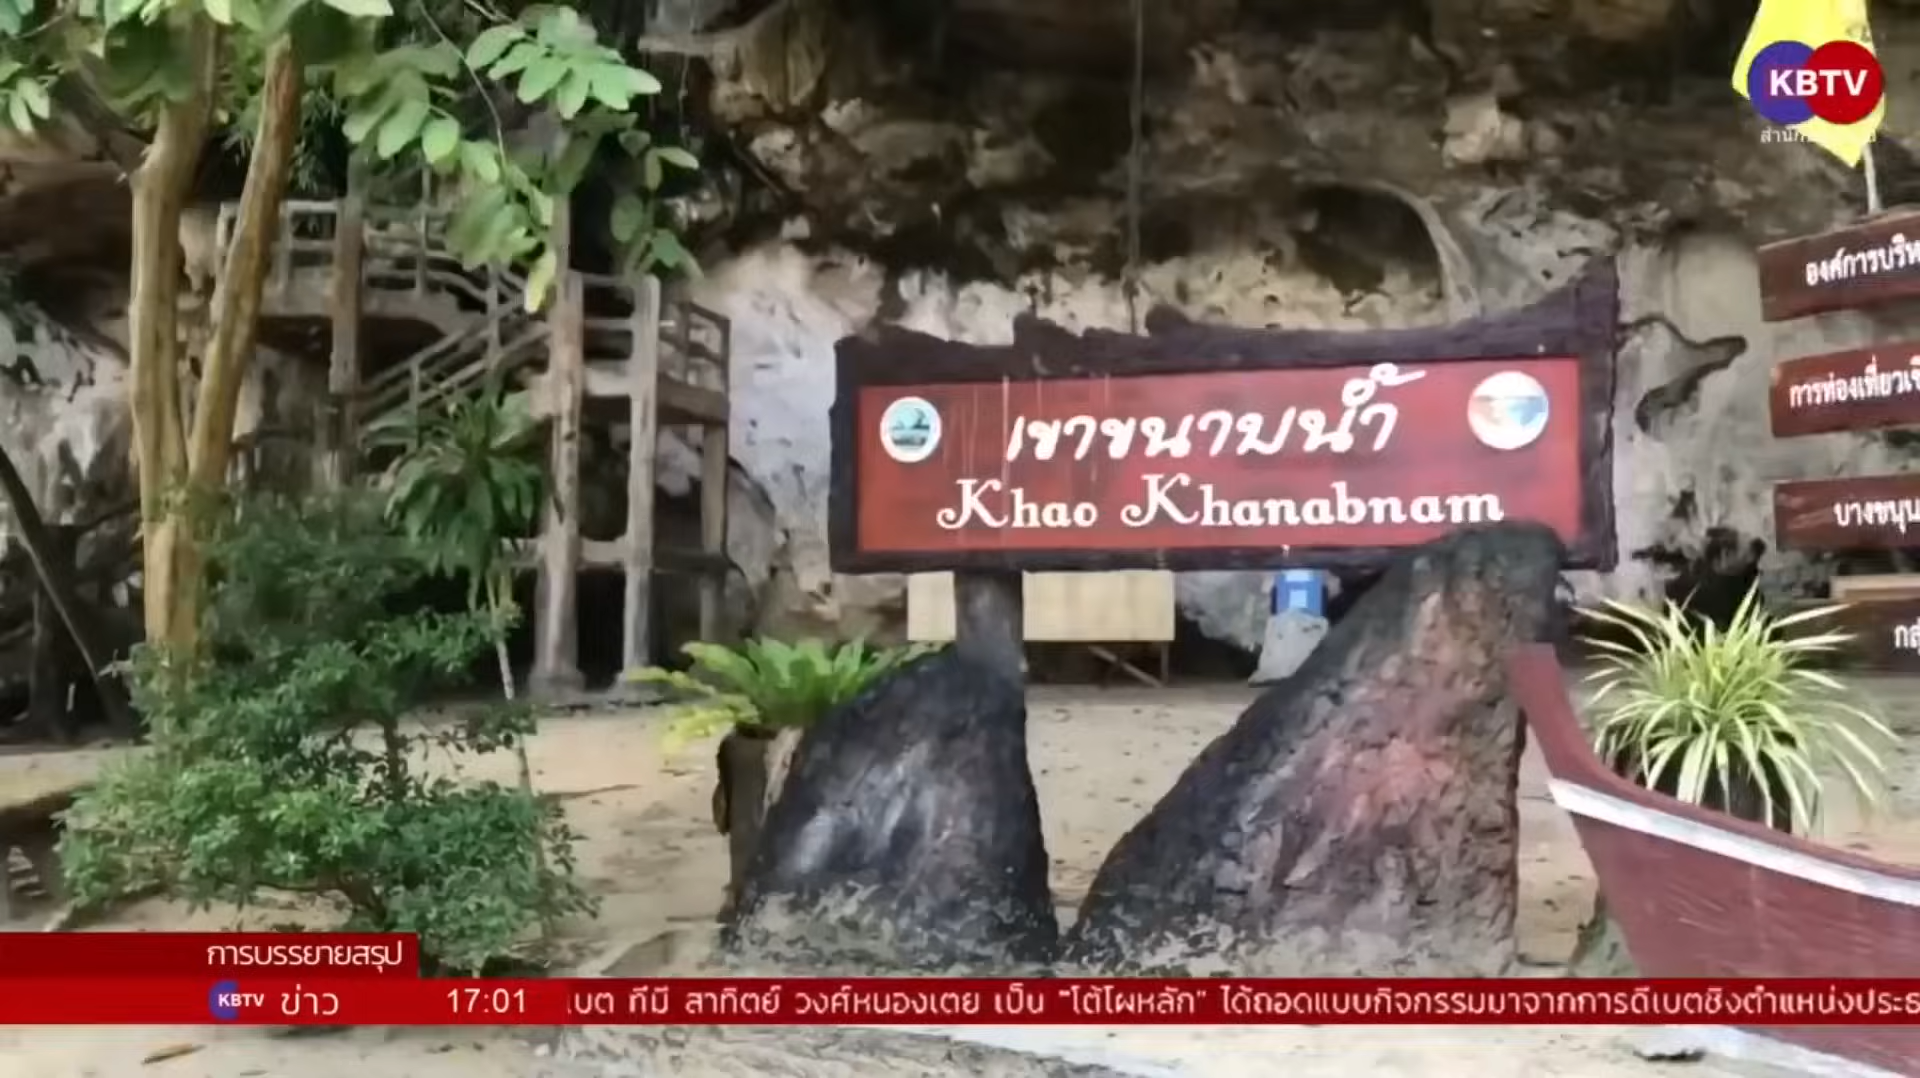 KBTV
องค์การบริห
การท่องเที่ยวเชิ
บางขนุน
เขาขนาบน้ำ
Khao Khanabnam
การบรรยายสรุป
KBTV ข่าว 17:01 เบต ทีมี สาทิตย์ วงศ์หนองเตย เป็น "โต้โผหลัก" ได้ถอดแบบกิจกรรมมาจากการดีเบตชิงตำแหน่งประธ